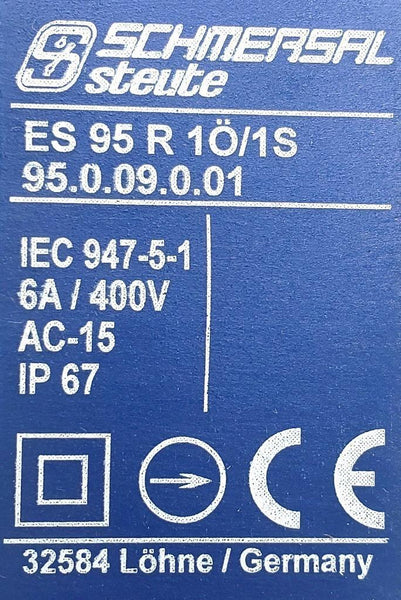 SCHMERSAL
steute
ES 95 R 1Ö/1S
95.0.09.0.01
IEC 947-5-1
6A / 400V
AC-15
IP 67
CE
32584 Löhne / Germany